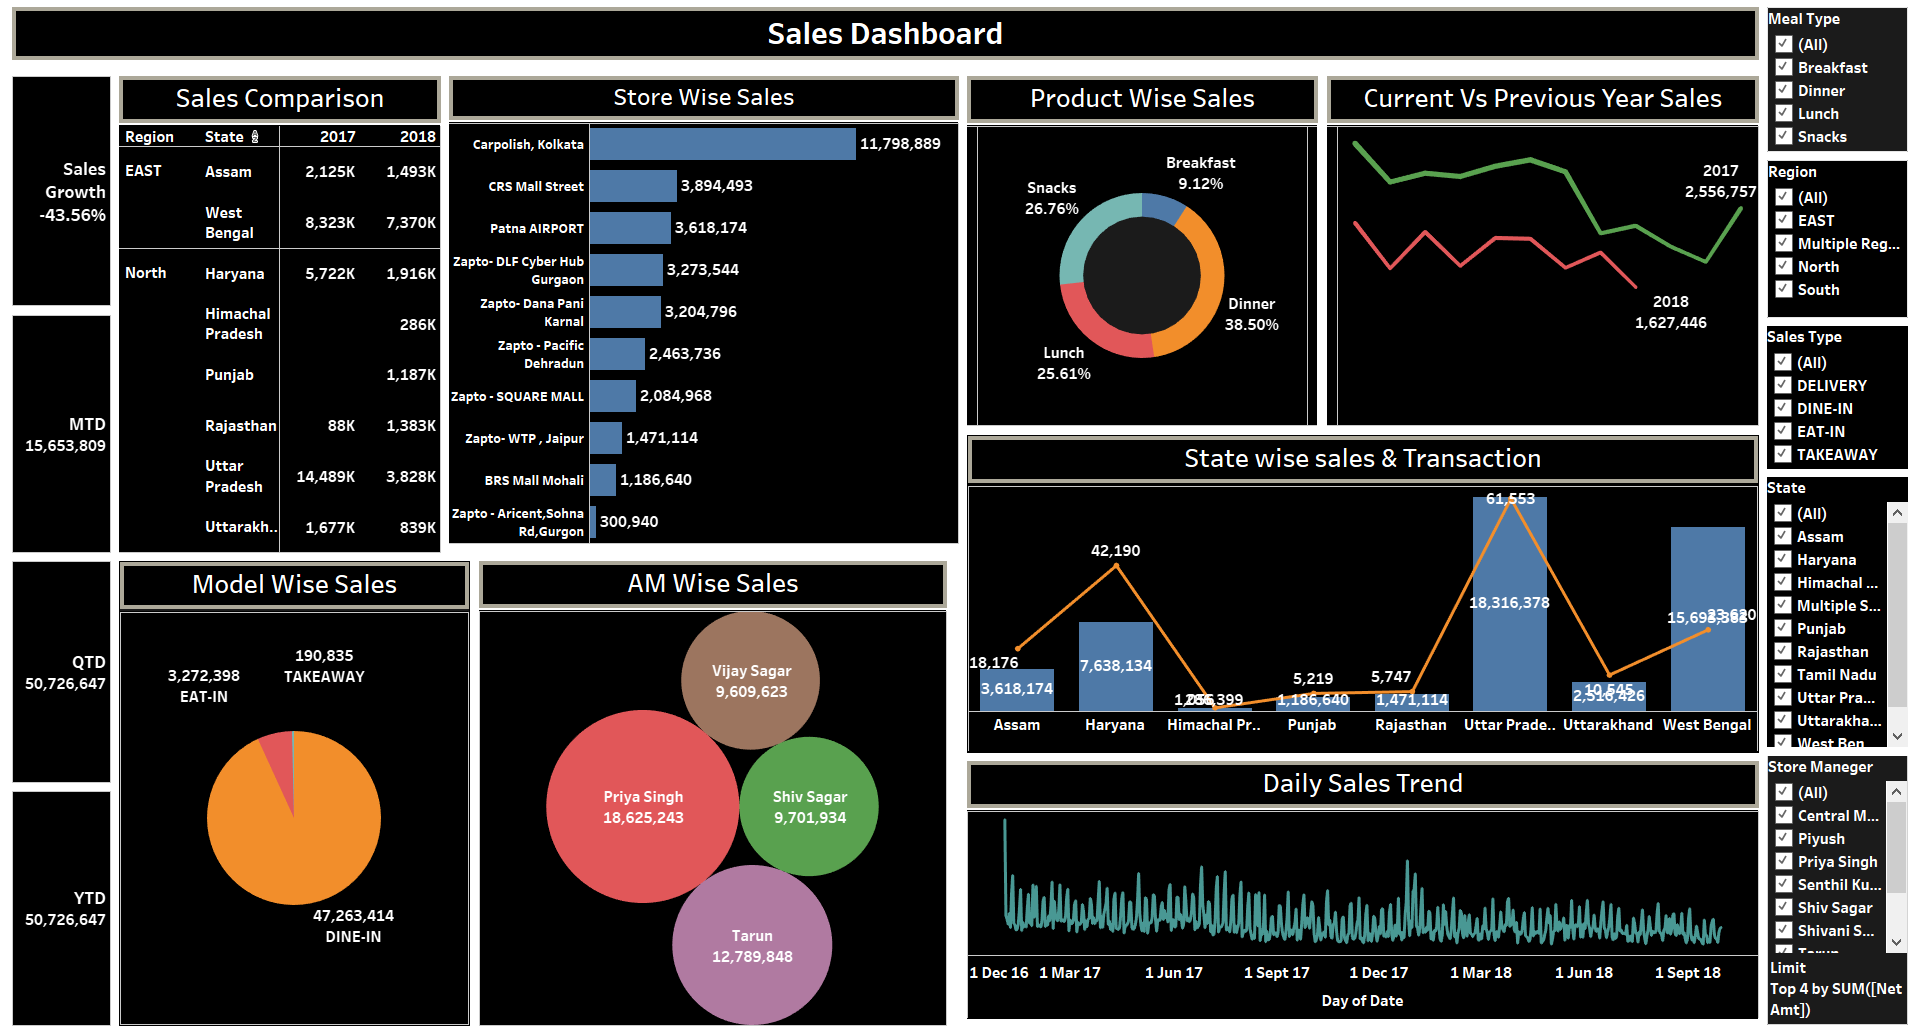 Sales Dashboard
Sales
Growth
-43.56%
MTD
15,653,809
QTD
50,726,647
YTD
50,726,647
Sales Comparison
Region State 2017 2018
EAST Assam 2,125K 1,493K
West
Bengal 8,323K 7,370K
North Haryana 5,722K 1,916K
Himachal
Pradesh 286K
Punjab 1,187K
Rajasthan 88K 1,383K
Uttar
Pradesh 14,489K 3,828K
Uttarakh.. 1,677K 839K
Store Wise Sales
Carpolish, Kolkata 11,798,889
CRS Mall Street 3,894,493
Patna AIRPORT 3,618,174
Zapto- DLF Cyber Hub
Gurgaon 3,273,544
Zapto- Dana Pani
Karnal 3,204,796
Zapto - Pacific
Dehradun 2,463,736
Zapto - SQUARE MALL 2,084,968
Zapto- WTP , Jaipur 1,471,114
BRS Mall Mohali 1,186,640
Zapto - Aricent,Sohna
Rd,Gurgon 300,940
Product Wise Sales
Breakfast
9.12%
Snacks
26.76%
Dinner
38.50%
Lunch
25.61%
Current Vs Previous Year Sales
2017
2,556,757
2018
1,627,446
Model Wise Sales
190,835
TAKEAWAY
3,272,398
EAT-IN
47,263,414
DINE-IN
AM Wise Sales
Vijay Sagar
9,609,623
Priya Singh
18,625,243
Shiv Sagar
9,701,934
Tarun
12,789,848
State wise sales & Transaction
61,553
42,190
18,316,378
23,620
18,176
7,638,134
5,219
5,747
3,618,174
1,186,640
1,471,114
10,545
2,516,426
Assam Haryana Himachal Pr.. Punjab Rajasthan Uttar Prade.. Uttarakhand West Bengal
Daily Sales Trend
1 Dec 16 1 Mar 17 1 Jun 17 1 Sept 17 1 Dec 17 1 Mar 18 1 Jun 18 1 Sept 18
Day of Date
Meal Type
(All)
Breakfast
Dinner
Lunch
Snacks
Region
(All)
EAST
Multiple Reg...
North
South
Sales Type
(All)
DELIVERY
DINE-IN
EAT-IN
TAKEAWAY
State
(All)
Assam
Haryana
Himachal ...
Multiple S...
Punjab
Rajasthan
Tamil Nadu
Uttar Pra...
Uttarakha...
West Ben
Store Maneger
(All)
Central M...
Piyush
Priya Singh
Senthil Ku...
Shiv Sagar
Shivani S...
Tarun
Limit
Top 4 by SUM([Net
Amt])